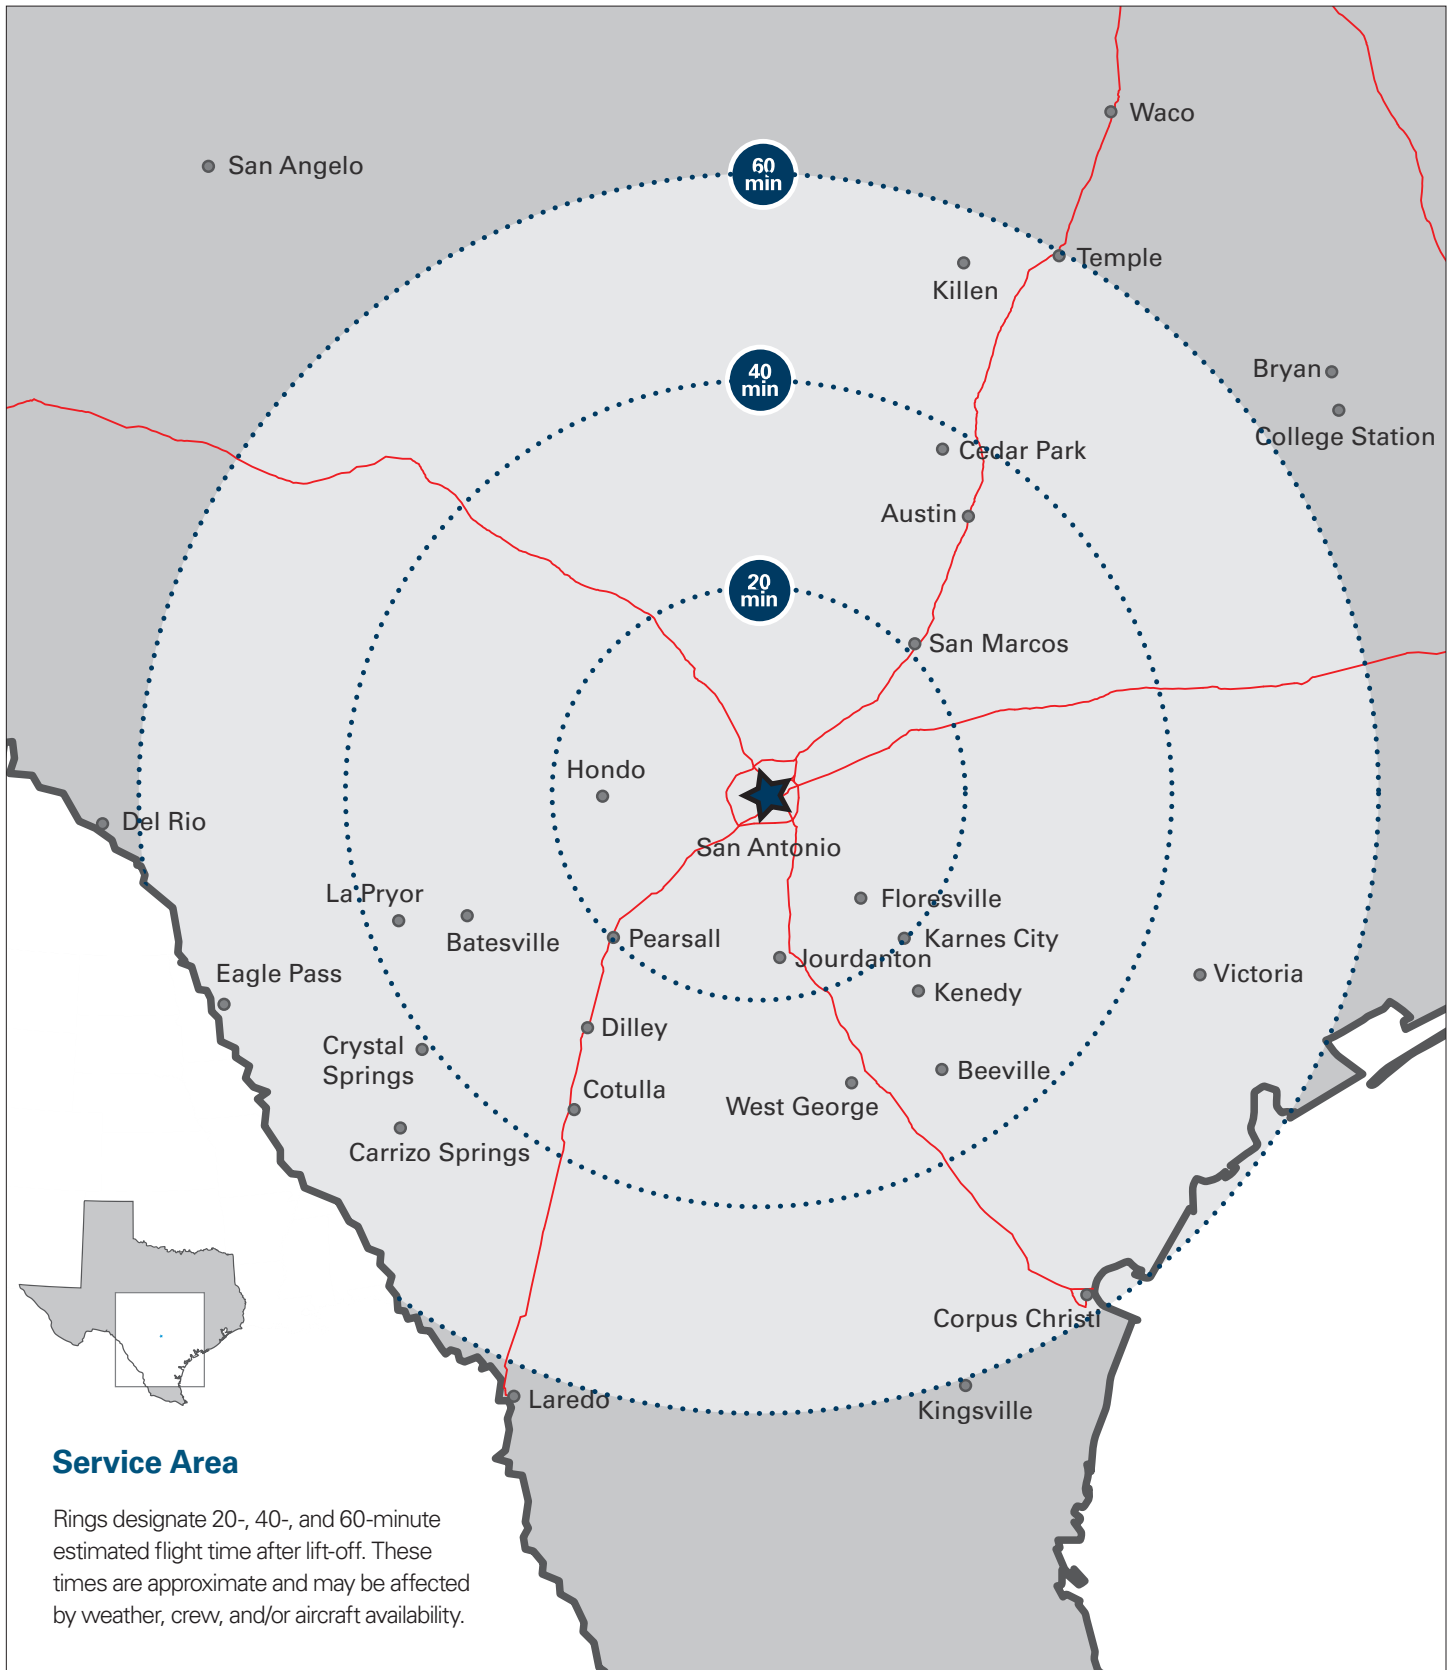 Waco
San Angelo
60
min
Temple
Killen
Bryan
40
min
College Station
Cedar Park
Austin
20
min
San Marcos
Hondo
Del Rio
San Antonio
La Pryor
Floresville
Batesville
Pearsall
Karnes City
Jourdanton
Eagle Pass
Victoria
Kenedy
Dilley
Crystal
Springs
Beeville
Cotulla
West George
Carrizo Springs
Corpus Christi
Laredo
Kingsville
Service Area
Rings designate 20-, 40-, and 60-minute
estimated flight time after lift-off. These
times are approximate and may be affected
by weather, crew, and/or aircraft availability.